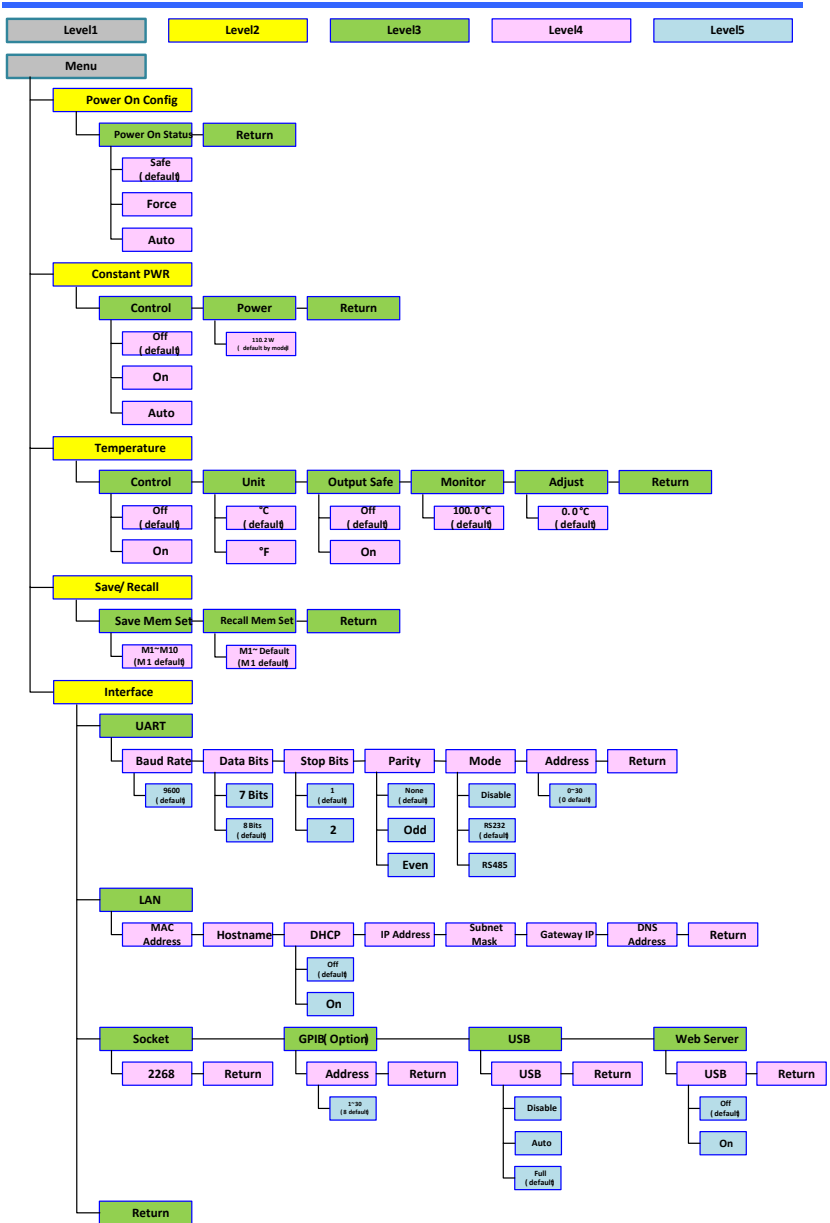 Level1
Level2
Level3
Level4
Level5
Menu
Power On Config
Power On Status
Return
Safe
(default)
Force
Auto
Constant PWR
Control
Power
Return
Off
(default)
110.2 W
(default by model)
On
Auto
Temperature
Control
Unit
Output Safe
Monitor
Adjust
Return
Off
(default)
°C
(default)
Off
(default)
100.0°C
(default)
0.0°C
(default)
On
°F
On
Save/ Recall
Save Mem Set
Recall Mem Set
Return
M1~M10
(M1 default)
M1~ Default
(M1 default)
Interface
UART
Baud Rate
Data Bits
Stop Bits
Parity
Mode
Address
Return
9600
(default)
7 Bits
1
(default)
None
(default)
Disable
0~30
(0 default)
8 Bits
(default)
2
Odd
RS232
(default)
Even
RS485
LAN
MAC
Address
Hostname
DHCP
IP Address
Subnet
Mask
Gateway IP
DNS
Address
Return
Off
(default)
On
Socket
GPIB(Option)
USB
Web Server
2268
Return
Address
Return
USB
Return
USB
Return
1~30
(8 default)
Disable
Off
(default)
Auto
On
Full
(default)
Return